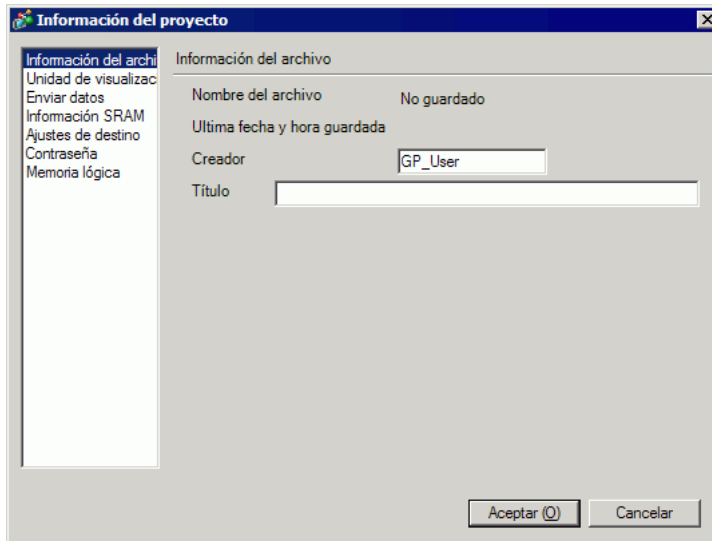 Información del proyecto
Información del archi
Unidad de visualizac
Enviar datos
Información SRAM
Ajustes de destino
Contraseña
Memoria lógica
Información del archivo
Nombre del archivo No guardado
Ultima fecha y hora guardada
Creador GP_User
Título
Aceptar (O) Cancelar